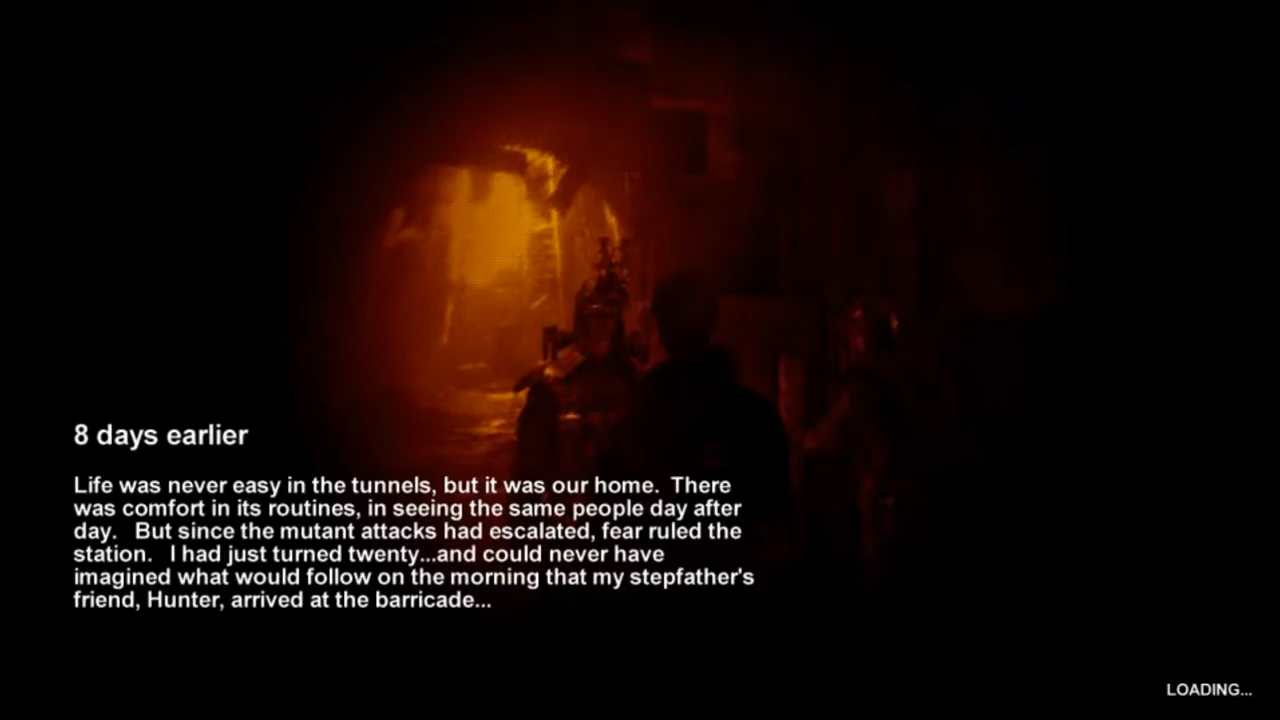 8 days earlier
Life was never easy in the tunnels, but it was our home.  There
was comfort in its routines, in seeing the same people day after
day.   But since the mutant attacks had escalated, fear ruled the
station.   I had just turned twenty...and could never have
imagined what would follow on the morning that my stepfather's
friend, Hunter, arrived at the barricade...
LOADING...